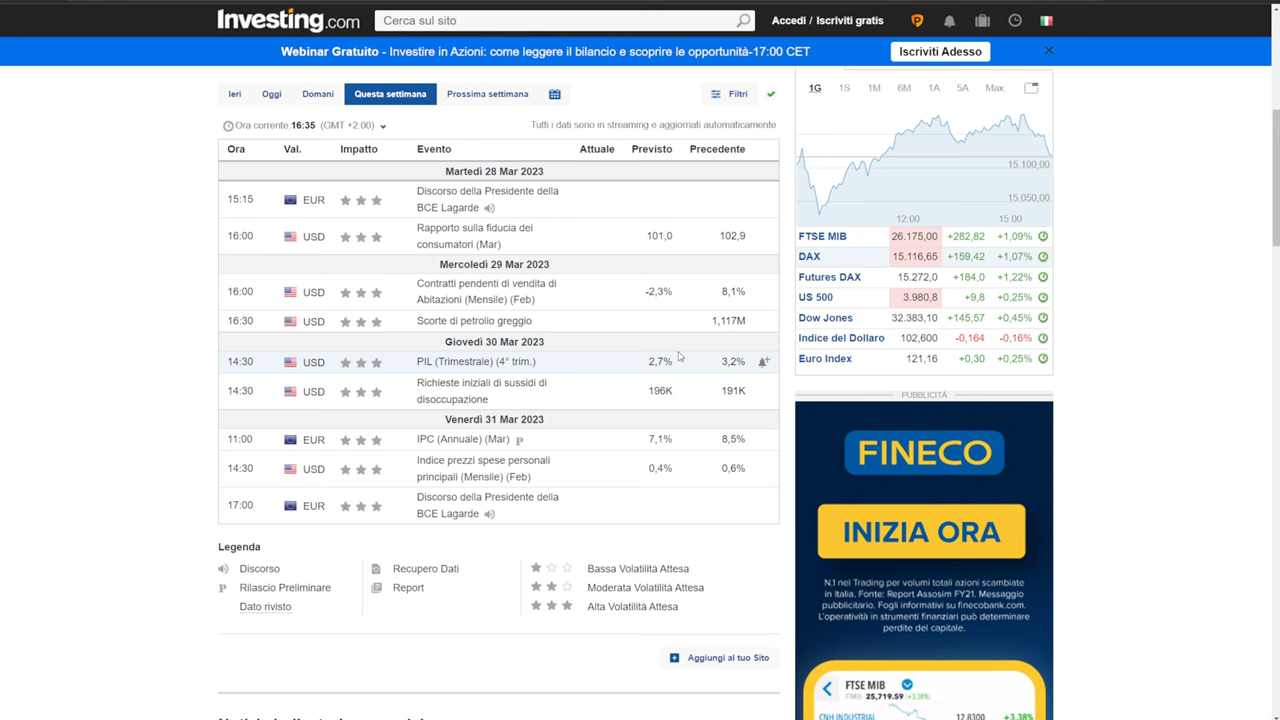 Investing.com
Cerca sul sito
Accedi / Iscriviti gratis
Webinar Gratuito - Investire in Azioni: come leggere il bilancio e scoprire le opportunità-17:00 CET
Iscriviti Adesso
Ieri Oggi Domani Questa settimana Prossima settimana Filtri
Ora corrente: 16:35 (GMT +2:00)
Tutti i dati sono in streaming e aggiornati automaticamente
Ora Val. Impatto Evento Attuale Previsto Precedente
Martedì 28 Mar 2023
15:15 EUR Discorso della Presidente della
BCE Lagarde
16:00 USD Rapporto sulla fiducia dei
consumatori (Mar) 101,0 102,9
Mercoledì 29 Mar 2023
16:00 USD Contratti pendenti di vendita di
Abitazioni (Mensile) (Feb) -2,3% 8,1%
16:30 USD Scorte di petrolio greggio 1,117M
Giovedì 30 Mar 2023
14:30 USD PIL (Trimestrale) (4° trim.) 2,7% 3,2%
14:30 USD Richieste iniziali di sussidi di
disoccupazione 196K 191K
Venerdì 31 Mar 2023
11:00 EUR IPC (Annuale) (Mar) P 7,1% 8,5%
14:30 USD Indice prezzi spese personali
principali (Mensile) (Feb) 0,4% 0,6%
17:00 EUR Discorso della Presidente della
BCE Lagarde
Legenda
Discorso Recupero Dati Bassa Volatilità Attesa
P Rilascio Preliminare Report Moderata Volatilità Attesa
Dato rivisto Alta Volatilità Attesa
Aggiungi al tuo Sito
1G 1S 1M 6M 1A 5A Max.
15.100,00
15.050,00
12:00 15:00
FTSE MIB 26.175,00 +282,82 +1,09%
DAX 15.116,65 +159,42 +1,07%
Futures DAX 15.272,0 +184,0 +1,22%
US 500 3.980,8 +9,8 +0,25%
Dow Jones 32.383,10 +145,57 +0,45%
Indice del Dollaro 102,600 -0,164 -0,16%
Euro Index 121,16 +0,30 +0,25%
PUBBLICITÀ
FINECO
INIZIA ORA
N.1 nel Trading per volumi totali azioni scambiate
in Italia. Fonte: Report Assosim FY21. Messaggio
pubblicitario. Fogli informativi su finecobank.com.
L'operatività in strumenti finanziari può determinare
perdite del capitale.
FTSE MIB
25,719.59 (+3.38%)
CNH INDUSTRIAL 12.8300 +3.38%